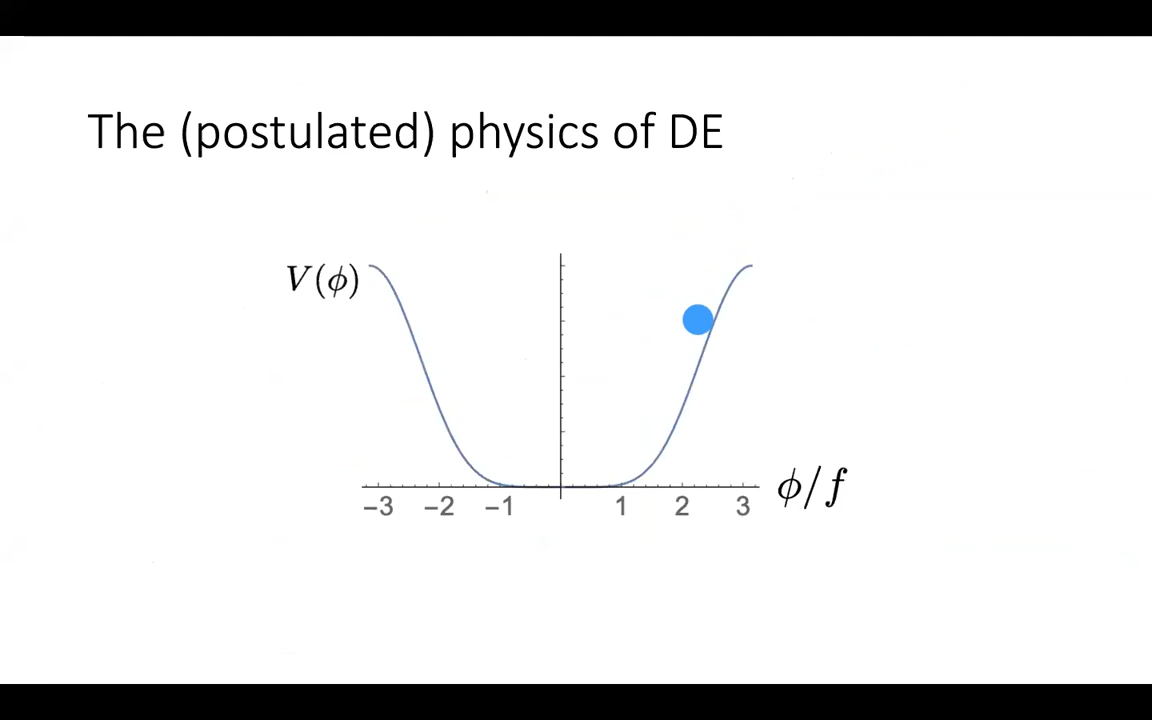 The (postulated) physics of DE
V(ϕ)
ϕ/f
−3 −2 −1 1 2 3